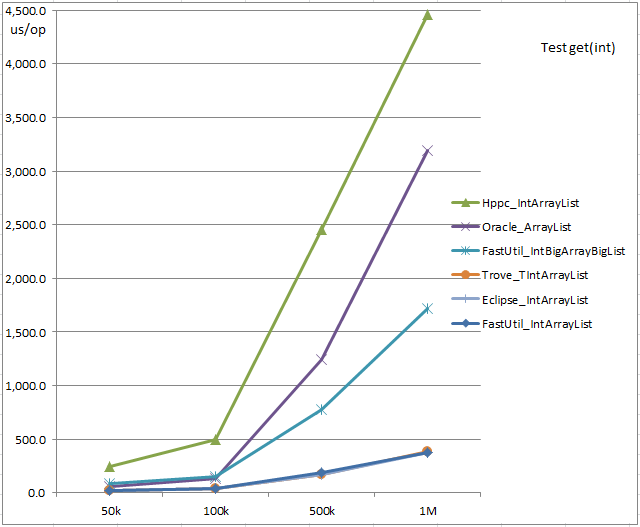 4,500.0
us/op
Test get(int)
4,000.0
3,500.0
3,000.0
2,500.0
2,000.0
1,500.0
1,000.0
500.0
0.0
Hppc_IntArrayList
Oracle_ArrayList
FastUtil_IntBigArrayBigList
Trove_TIntArrayList
Eclipse_IntArrayList
FastUtil_IntArrayList
50k 100k 500k 1M